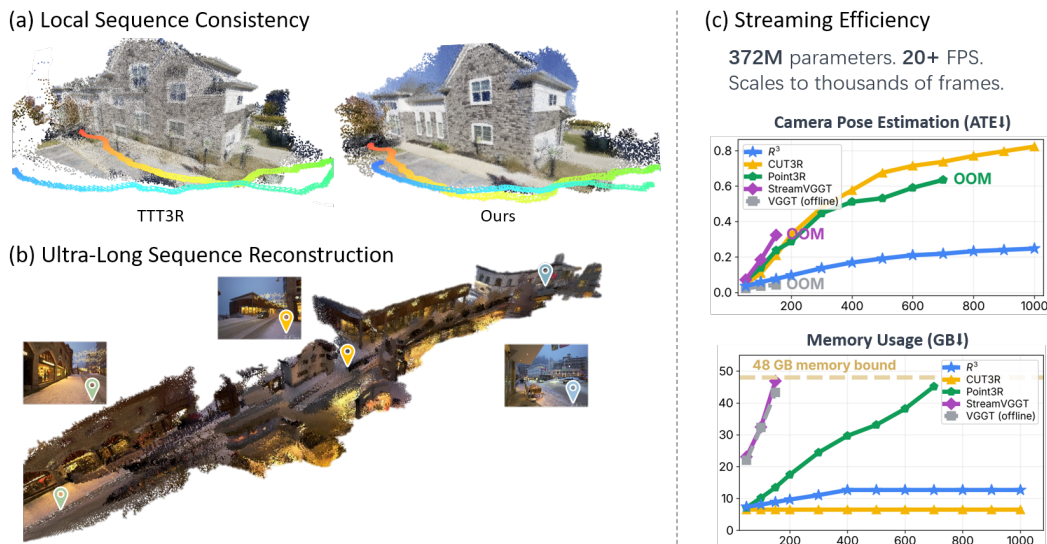 (a) Local Sequence Consistency
TTT3R
Ours
(b) Ultra-Long Sequence Reconstruction
(c) Streaming Efficiency
372M parameters. 20+ FPS.
Scales to thousands of frames.
Camera Pose Estimation (ATE⬇)
0.8
0.6
0.4
0.2
0.0
R³
CUT3R
Point3R
StreamVGGT
VGGT (offline)
OOM
OOM
OOM
200 400 600 800 1000
Memory Usage (GB⬇)
50
40
30
20
10
0
48 GB memory bound
R³
CUT3R
Point3R
StreamVGGT
VGGT (offline)
200 400 600 800 1000